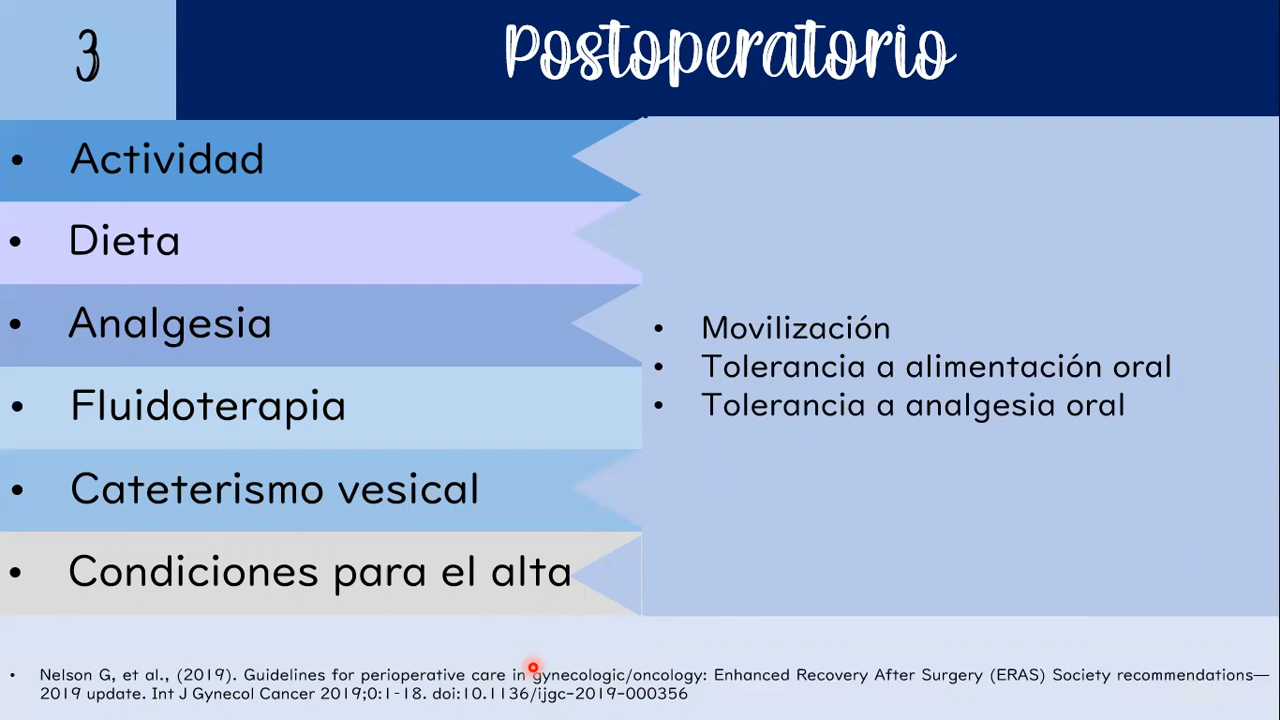 3
Postoperatorio
• Actividad
• Dieta
• Analgesia
• Fluidoterapia
• Cateterismo vesical
• Condiciones para el alta
• Movilización
• Tolerancia a alimentación oral
• Tolerancia a analgesia oral
• Nelson G, et al., (2019). Guidelines for perioperative care in gynecologic/oncology: Enhanced Recovery After Surgery (ERAS) Society recommendations—
2019 update. Int J Gynecol Cancer 2019;0:1-18. doi:10.1136/ijgc-2019-000356